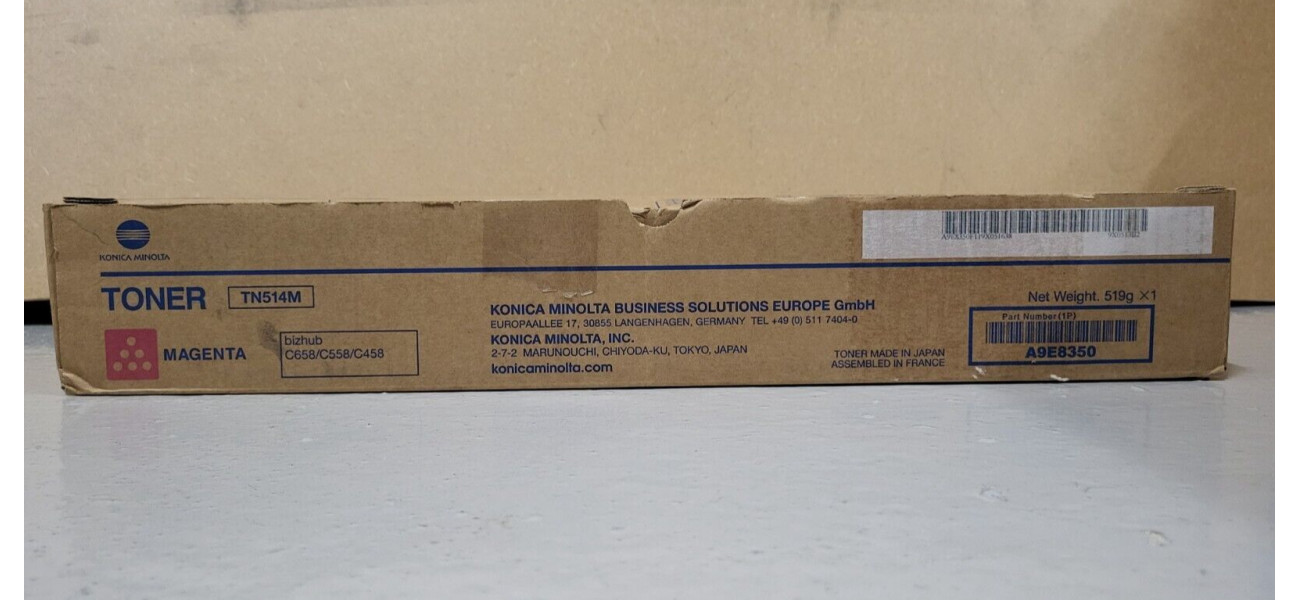 KONICA MINOLTA
TONER TN514M
MAGENTA
bizhub
C658/C558/C458
KONICA MINOLTA BUSINESS SOLUTIONS EUROPE GmbH
EUROPAALLEE 17, 30855 LANGENHAGEN, GERMANY TEL +49 (0) 511 7404-0
KONICA MINOLTA, INC.
2-7-2 MARUNOUCHI, CHIYODA-KU, TOKYO, JAPAN
konicaminolta.com
TONER MADE IN JAPAN
ASSEMBLED IN FRANCE
Net Weight. 519g ×1
Part Number(1P)
A9E8350